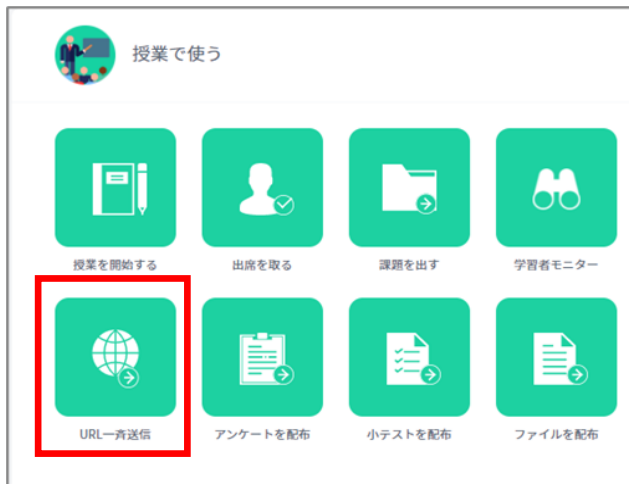 授業で使う
授業を開始する
出席を取る
課題を出す
学習者モニター
URL一斉送信
アンケートを配布
小テストを配布
ファイルを配布